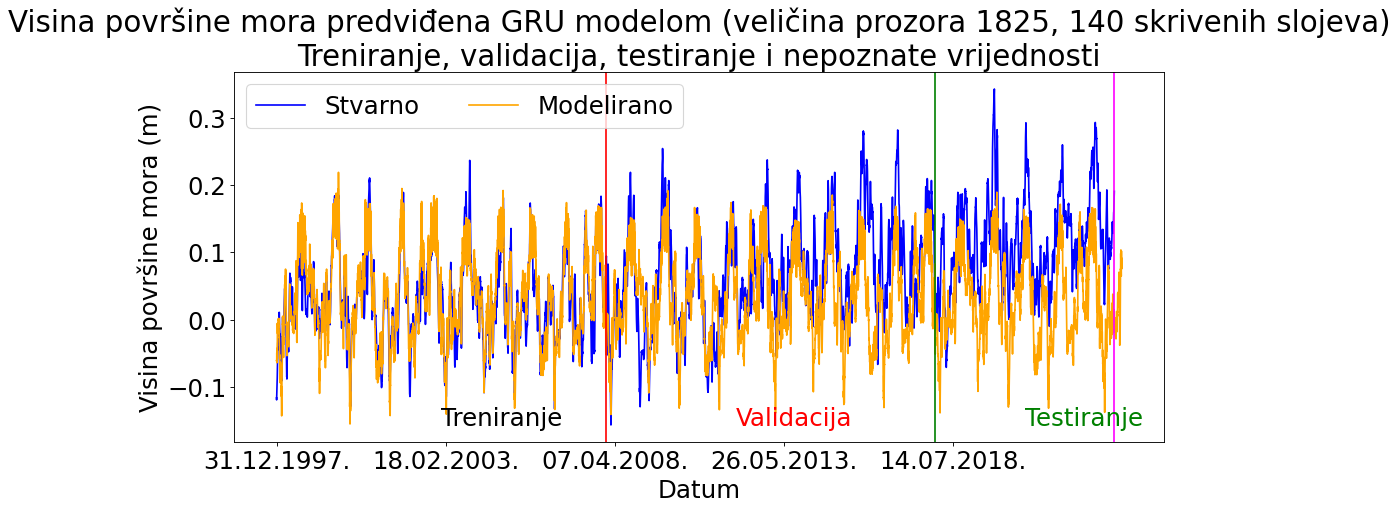 Visina površine mora predviđena GRU modelom (veličina prozora 1825, 140 skrivenih slojeva)
Treniranje, validacija, testiranje i nepoznate vrijednosti
Stvarno
Modelirano
Visina površine mora (m)
0.3
0.2
0.1
0.0
−0.1
Treniranje
Validacija
Testiranje
31.12.1997.
18.02.2003.
07.04.2008.
26.05.2013.
14.07.2018.
Datum